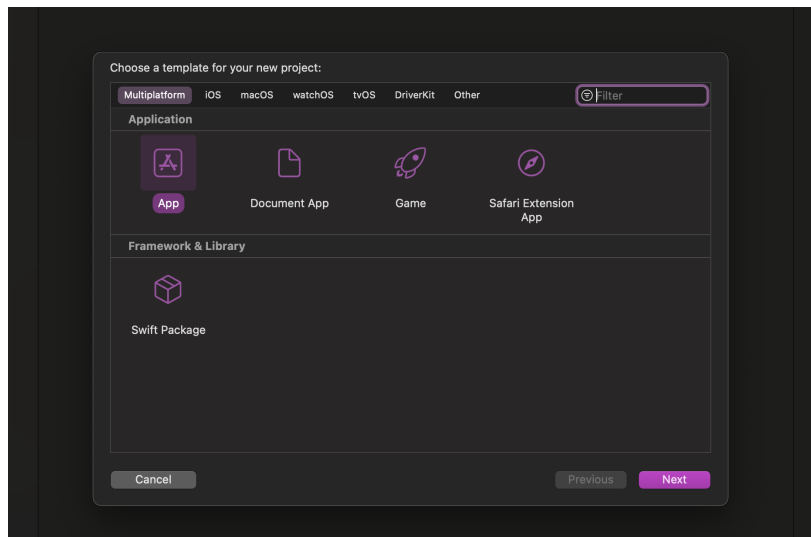 Choose a template for your new project:
Multiplatform iOS macOS watchOS tvOS DriverKit Other Filter
Application
App Document App Game Safari Extension App
Framework & Library
Swift Package
Cancel Previous Next